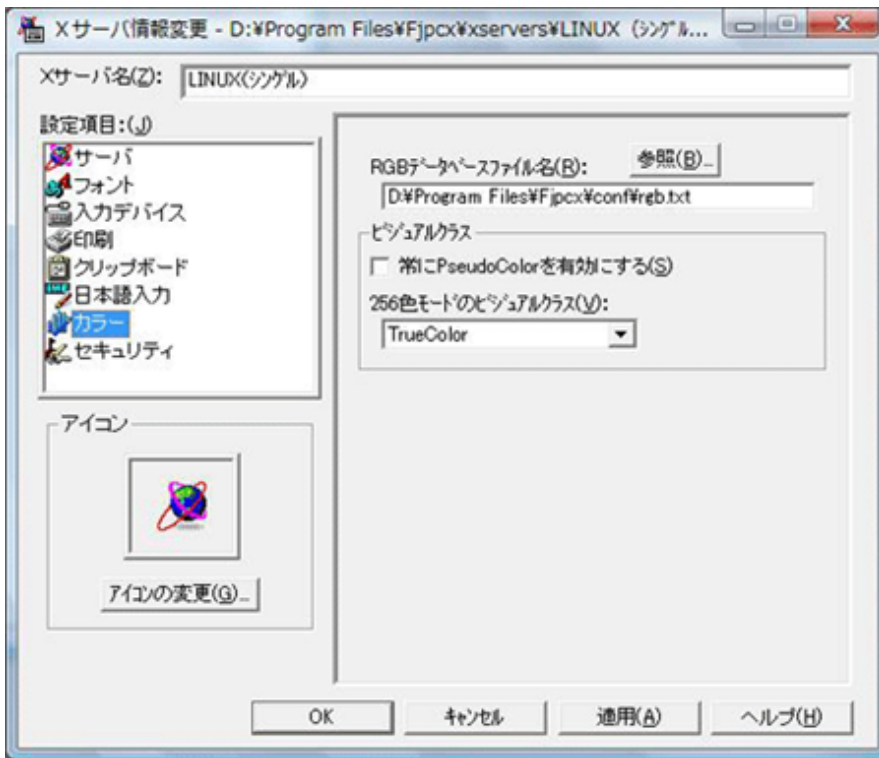 Xサーバ情報変更 - D:¥Program Files¥Fjpcx¥xservers¥LINUX (ｼﾝｸﾞﾙ...
Xサーバ名(Z):
LINUX(ｼﾝｸﾞﾙ)
設定項目:(J)
サーバ
フォント
入力デバイス
印刷
クリップボード
日本語入力
カラー
セキュリティ
アイコン
ｱｲｺﾝの変更(G)...
RGBﾃﾞｰﾀﾍﾞｰｽﾌｧｲﾙ名(R):
参照(B)...
D:¥Program Files¥Fjpcx¥conf¥rgb.txt
ﾋﾞｼﾞｭｱﾙｸﾗｽ
常にPseudoColorを有効にする(S)
256色ﾓｰﾄﾞのﾋﾞｼﾞｭｱﾙｸﾗｽ(V):
TrueColor
OK
ｷｬﾝｾﾙ
適用(A)
ヘルプ(H)